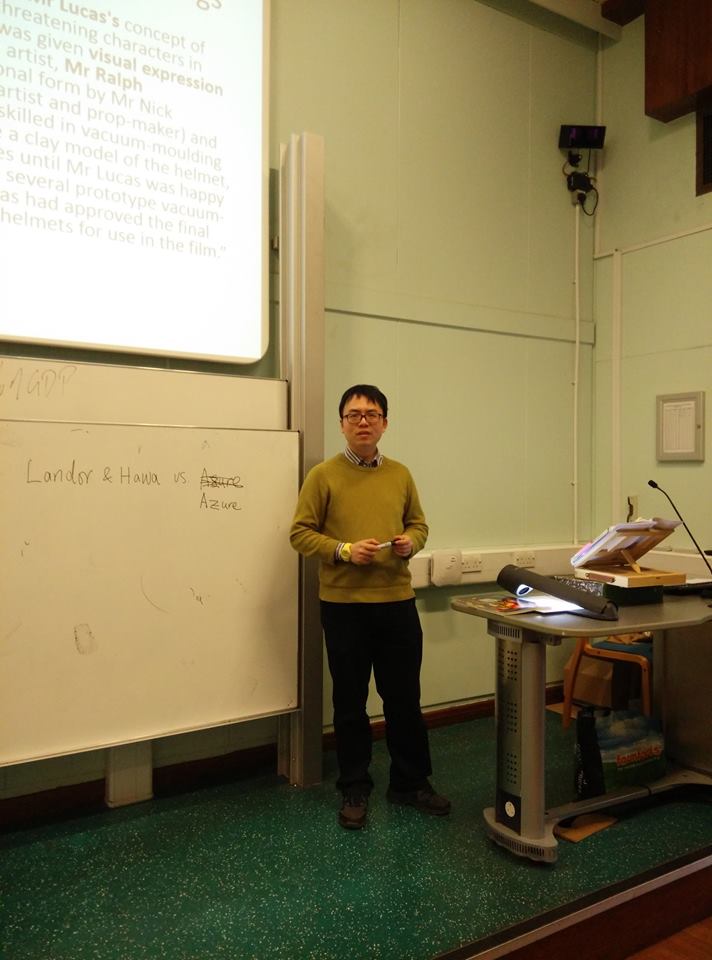 Mr Lucas's concept of
threatening characters in
was given visual expression
artist, Mr Ralph
onal form by Mr Nick
artist and prop-maker) and
skilled in vacuum-moulding
e a clay model of the helmet,
es until Mr Lucas was happy
several prototype vacuum-
as had approved the final
helmets for use in the film."
of GDP
Landor & Hawa vs. Azure
Azure